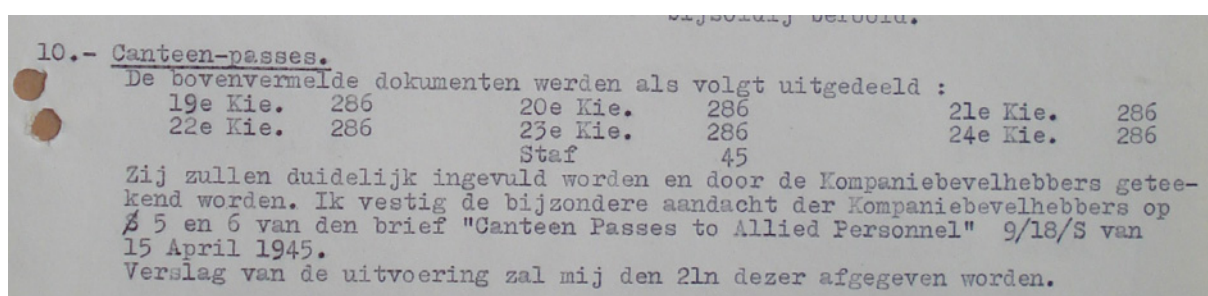 10.- Canteen-passes.
De bovenvermelde dokumenten werden als volgt uitgedeeld :
19e Kie. 286 20e Kie. 286 21e Kie. 286
22e Kie. 286 23e Kie. 286 24e Kie. 286
Staf 45
Zij zullen duidelijk ingevuld worden en door de Kompaniebevelhebbers getee-
kend worden. Ik vestig de bijzondere aandacht der Kompaniebevelhebbers op
§ 5 en 6 van den brief "Canteen Passes to Allied Personnel" 9/18/S van
15 April 1945.
Verslag van de uitvoering zal mij den 21n dezer afgegeven worden.